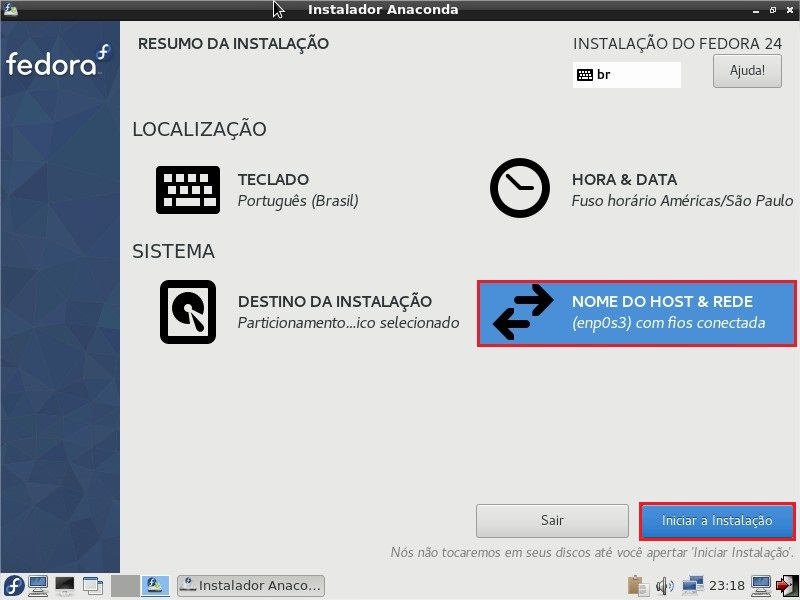 Instalador Anaconda
fedora
RESUMO DA INSTALAÇÃO
INSTALAÇÃO DO FEDORA 24
br
Ajuda!
LOCALIZAÇÃO
TECLADO
Português (Brasil)
HORA & DATA
Fuso horário Américas/São Paulo
SISTEMA
DESTINO DA INSTALAÇÃO
Particionamento...ico selecionado
NOME DO HOST & REDE
(enp0s3) com fios conectada
Sair
Iniciar a Instalação
Nós não tocaremos em seus discos até você apertar 'Iniciar Instalação'.
Instalador Anaco...
23:18